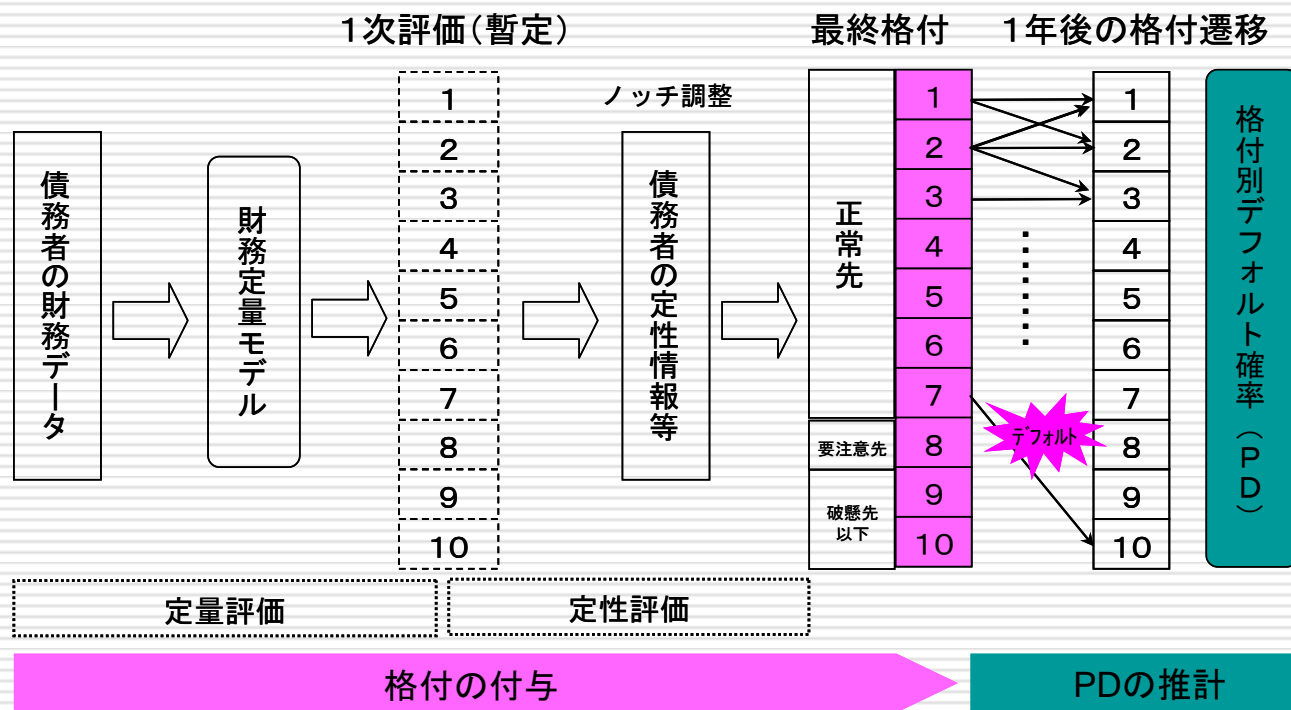 1次評価(暫定)
最終格付
1年後の格付遷移
債務者の財務データ
財務定量モデル
1
2
3
4
5
6
7
8
9
10
ノッチ調整
債務者の定性情報等
正常先
要注意先
破懸先
以下
1
2
3
4
5
6
7
8
9
10
デフォルト
1
2
3
4
5
6
7
8
9
10
格付別デフォルト確率(PD)
定量評価
定性評価
格付の付与
PDの推計